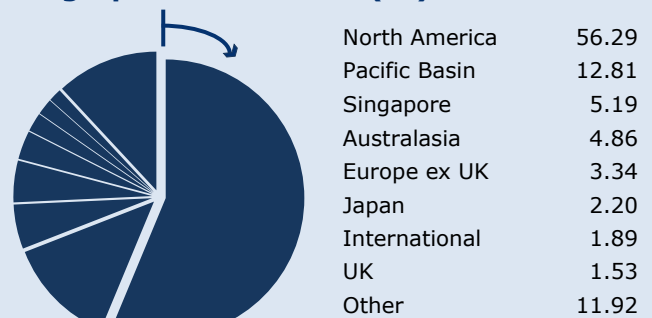 North America 56.29
Pacific Basin 12.81
Singapore 5.19
Australasia 4.86
Europe ex UK 3.34
Japan 2.20
International 1.89
UK 1.53
Other 11.92